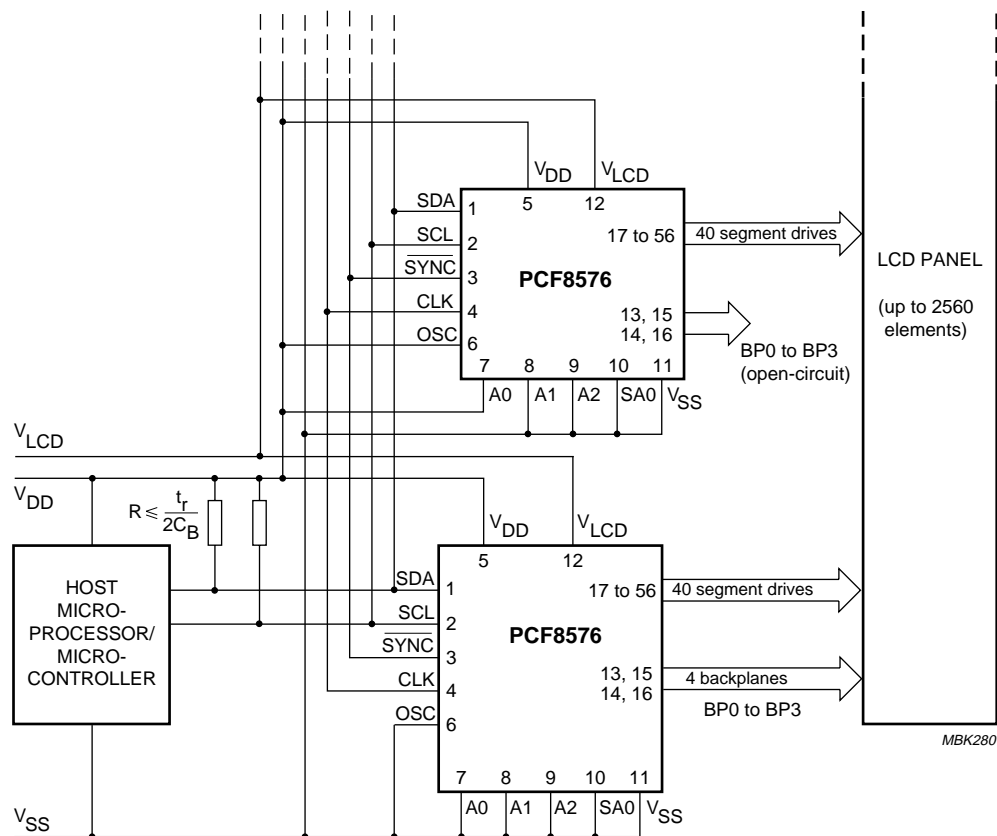 VDD
VLCD
SDA
SCL
SYNC
CLK
OSC
1
2
3
4
6
5
12
17 to 56
PCF8576
13, 15
14, 16
7 8 9 10 11
A0 A1 A2 SA0 VSS
40 segment drives
BP0 to BP3
(open-circuit)
LCD PANEL
(up to 2560
elements)
VLCD
VDD
R ≤ tr/2CB
HOST
MICRO-
PROCESSOR/
MICRO-
CONTROLLER
VSS
VDD
VLCD
SDA
SCL
SYNC
CLK
OSC
1
2
3
4
6
5
12
17 to 56
PCF8576
13, 15
14, 16
7 8 9 10 11
A0 A1 A2 SA0 VSS
40 segment drives
4 backplanes
BP0 to BP3
MBK280